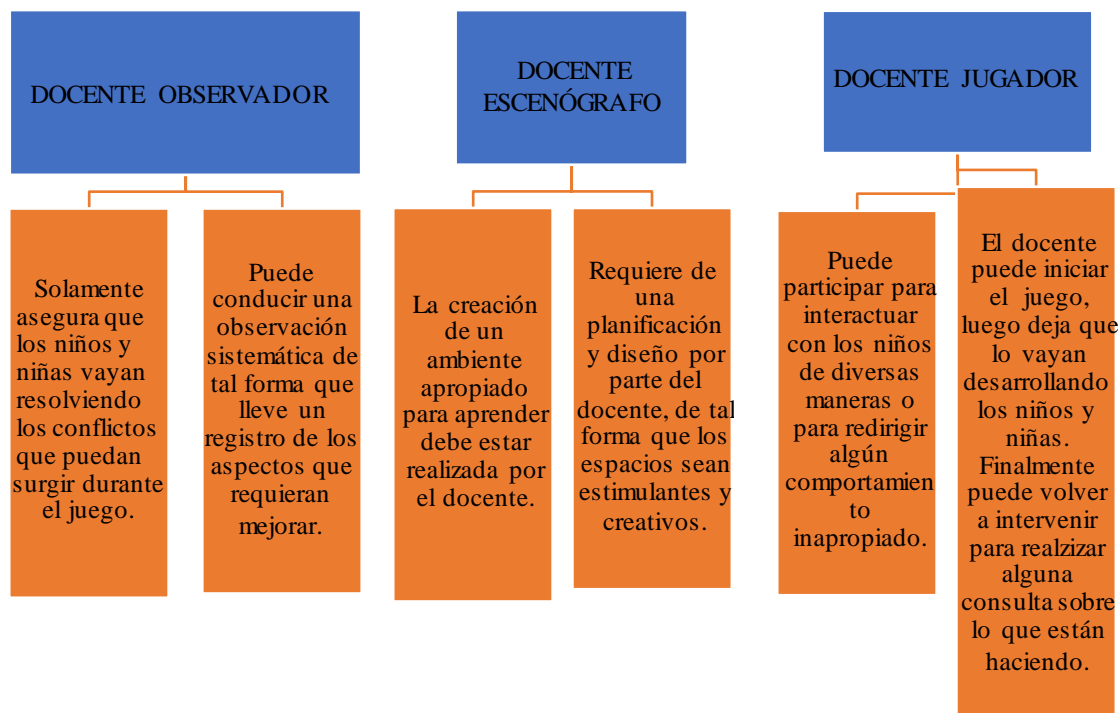 DOCENTE OBSERVADOR
Solamente
asegura que
los niños y
niñas vayan
resolviendo
los conflictos
que puedan
surgir durante
el juego.
Puede
conducir una
observación
sistemática de
tal forma que
lleve un
registro de los
aspectos que
requieran
mejorar.
DOCENTE
ESCENÓGRAFO
La creación
de un
ambiente
apropiado
para aprender
debe estar
realizada por
el docente.
Requiere de
una
planificación
y diseño por
parte del
docente, de tal
forma que los
espacios sean
estimulantes y
creativos.
DOCENTE JUGADOR
Puede
participar para
interactuar
con los niños
de diversas
maneras o
para redirigir
algún
comportamien
to
inapropiado.
El docente
puede iniciar
el juego,
luego deja que
lo vayan
desarrollando
los niños y
niñas.
Finalmente
puede volver
a intervenir
para realzizar
alguna
consulta sobre
lo que están
haciendo.